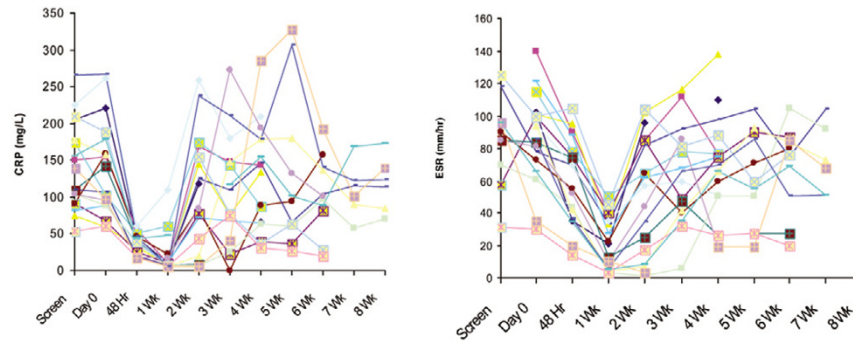 350
300
250
200
150
100
50
0
CRP (mg/L)
Screen
Day 0
48 Hr
1 Wk
2 Wk
3 Wk
4 Wk
5 Wk
6 Wk
7 Wk
8 Wk
160
140
120
100
80
60
40
20
0
ESR (mm/hr)
Screen
Day 0
48 Hr
1 Wk
2 Wk
3 Wk
4 Wk
5 Wk
6 Wk
7 Wk
8 Wk